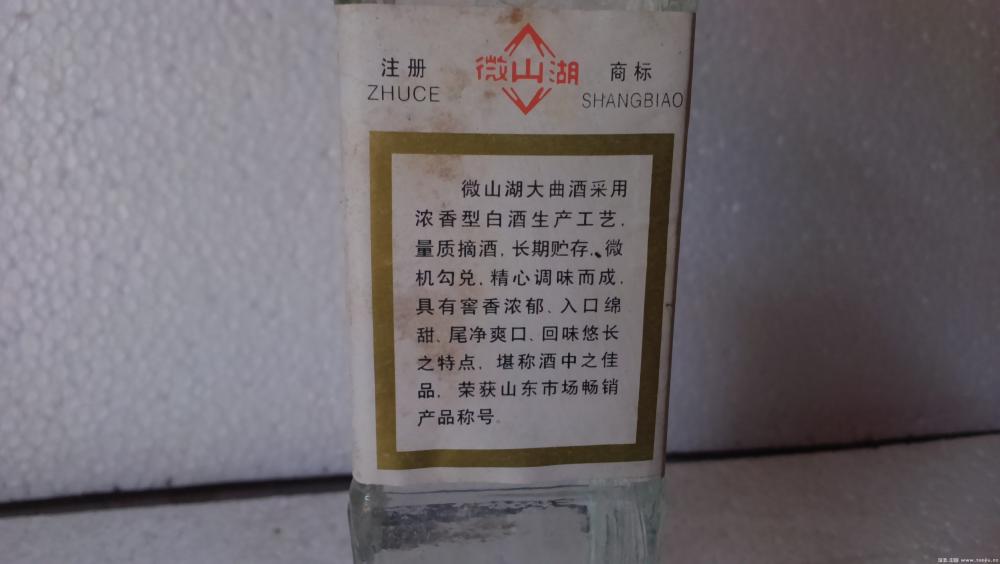 注册 微山湖 商标
ZHUCE SHANGBIAO
微山湖大曲酒采用
浓香型白酒生产工艺，
量质摘酒，长期贮存、微
机勾兑，精心调味而成，
具有窖香浓郁、入口绵
甜、尾净爽口、回味悠长
之特点，堪称酒中之佳
品，荣获山东市场畅销
产品称号。